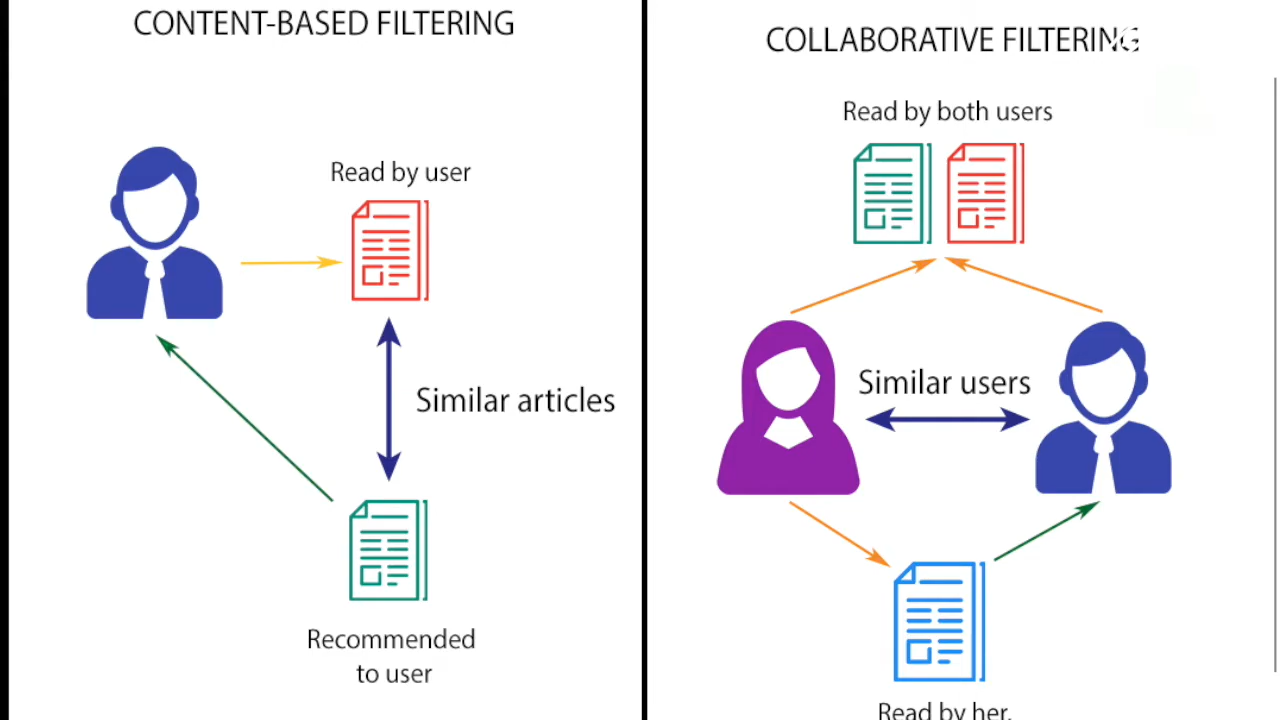 CONTENT-BASED FILTERING
Read by user
Similar articles
Recommended
to user
COLLABORATIVE FILTERING
Read by both users
Similar users
Read by her,